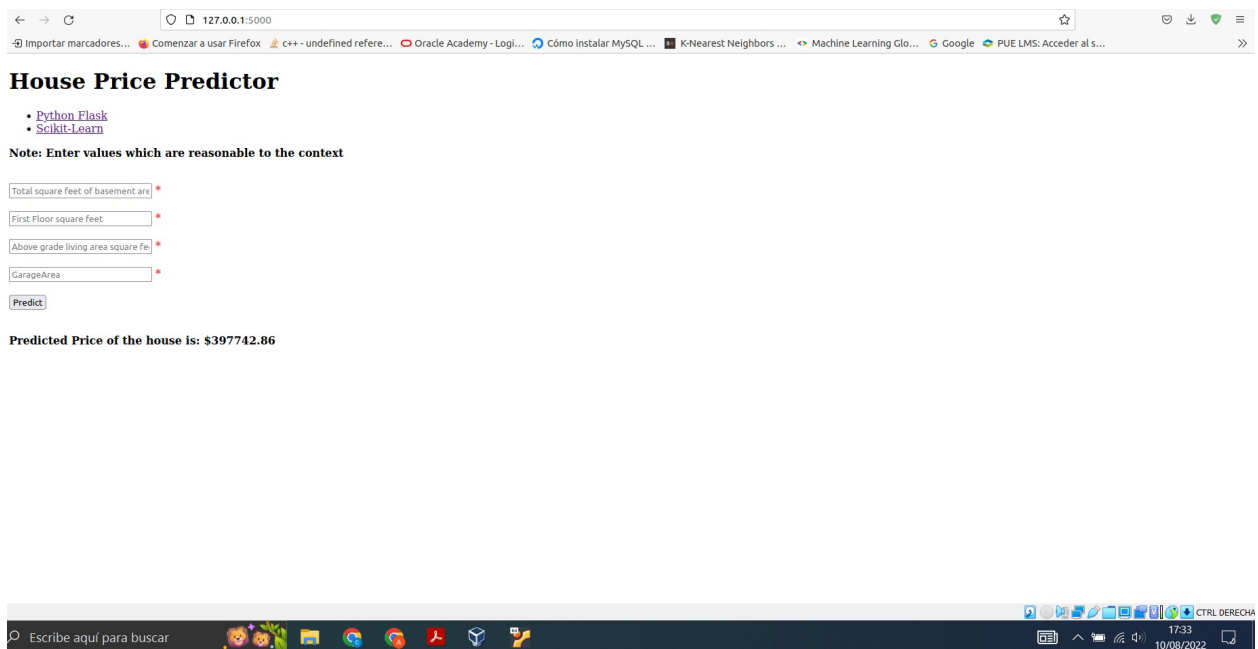 127.0.0.1:5000
Importar marcadores... Comenzar a usar Firefox c++ - undefined refere... Oracle Academy - Logi... Cómo instalar MySQL ... K-Nearest Neighbors ... Machine Learning Glo... Google PUE LMS: Acceder al s...
House Price Predictor
• Python Flask
• Scikit-Learn
Note: Enter values which are reasonable to the context
Total square feet of basement are *
First Floor square feet *
Above grade living area square fe *
GarageArea *
Predict
Predicted Price of the house is: $397742.86
CTRL DERECHA
Escribe aquí para buscar
17:33
10/08/2022